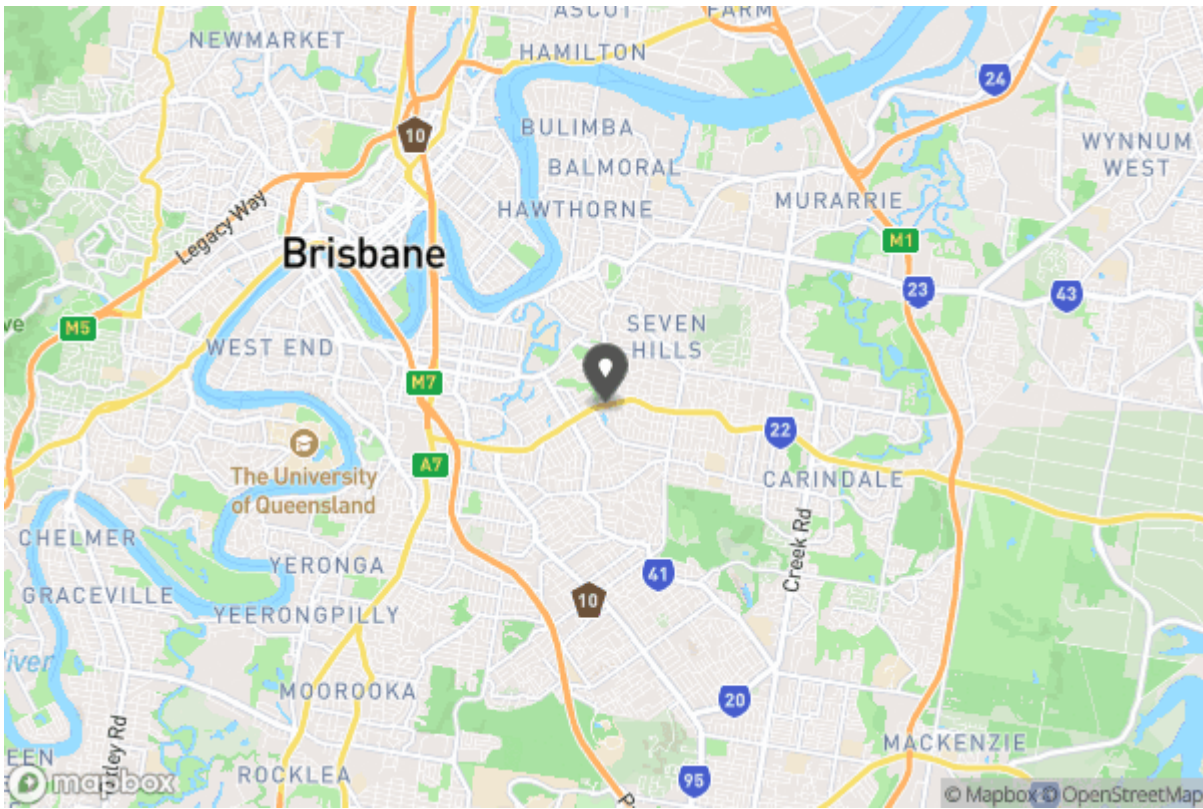 ASCOT
FARM
NEWMARKET
HAMILTON
24
10
BULIMBA
WYNNUM
WEST
BALMORAL
MURARRIE
Legacy Way
HAWTHORNE
Brisbane
M1
23
43
M5
SEVEN
HILLS
WEST END
M7
22
The University
of Queensland
A7
CARINDALE
CHELMER
YERONGA
41
Creek Rd
GRACEVILLE
10
YEERONGPILLY
MOOROOKA
20
MACKENZIE
ROCKLEA
95
mapbox
© Mapbox © OpenStreetMap